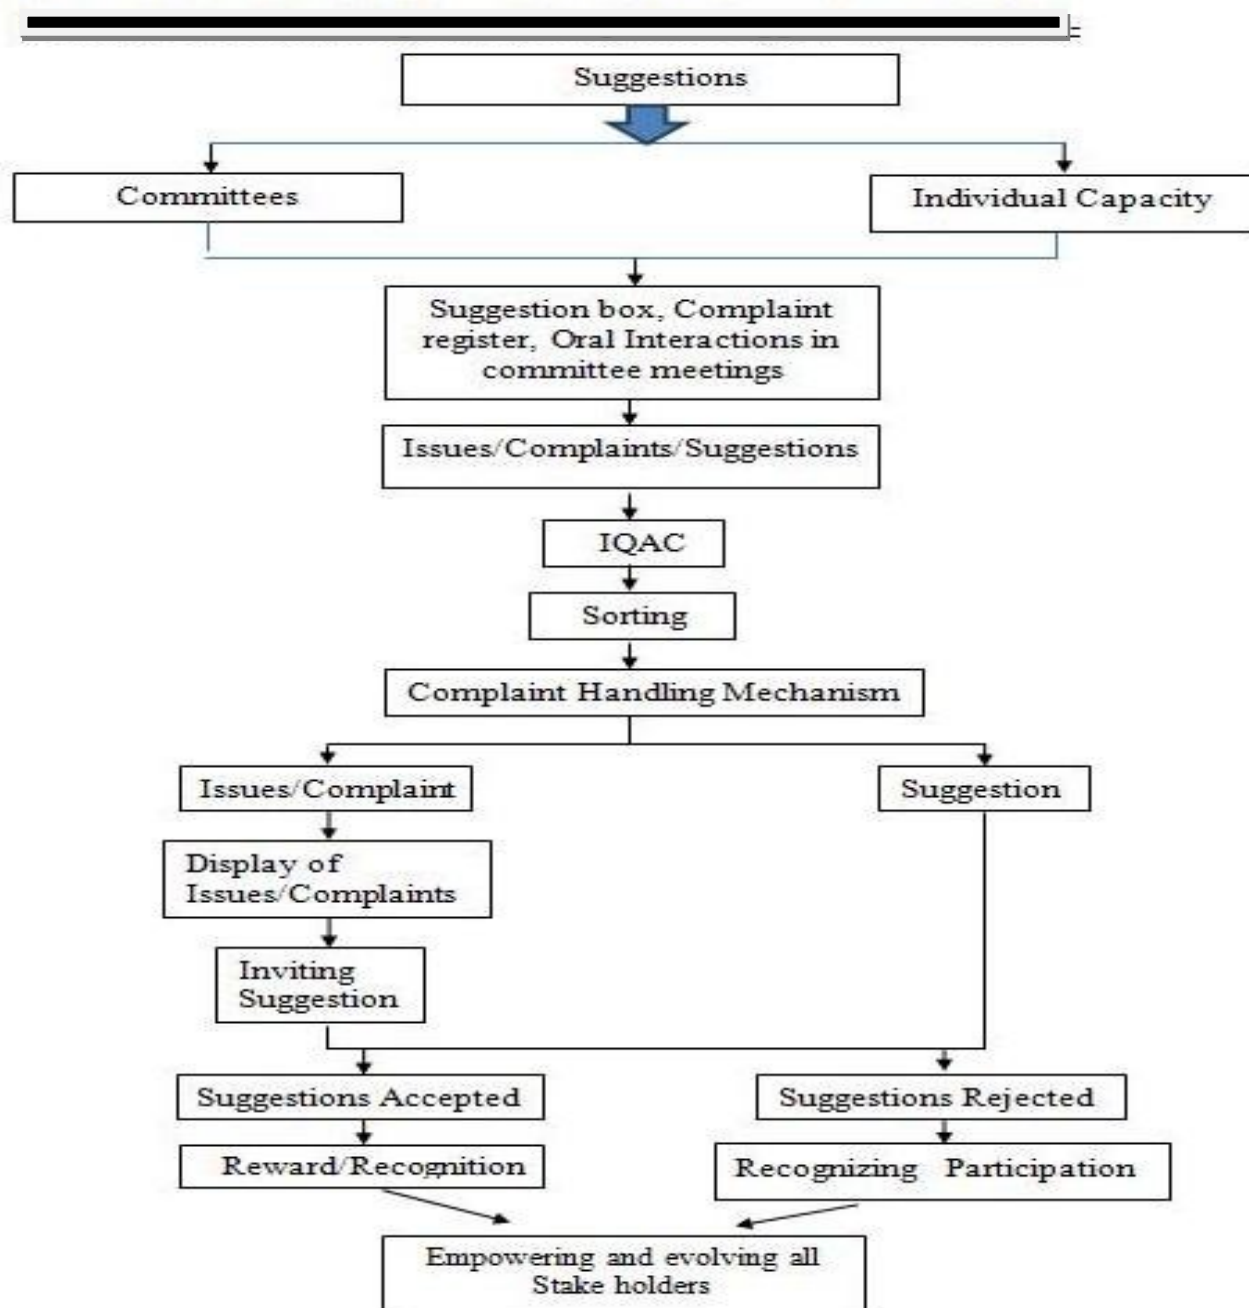 Suggestions
Committees
Individual Capacity
Suggestion box, Complaint
register, Oral Interactions in
committee meetings
Issues/Complaints/Suggestions
IQAC
Sorting
Complaint Handling Mechanism
Issues/Complaint
Suggestion
Display of
Issues/Complaints
Inviting
Suggestion
Suggestions Accepted
Suggestions Rejected
Reward/Recognition
Recognizing Participation
Empowering and evolving all
Stake holders